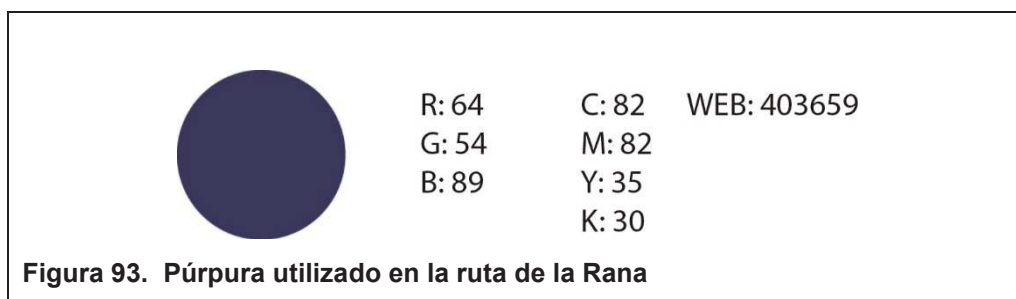 R: 64 C: 82 WEB: 403659
G: 54 M: 82
B: 89 Y: 35
K: 30
Figura 93. Púrpura utilizado en la ruta de la Rana